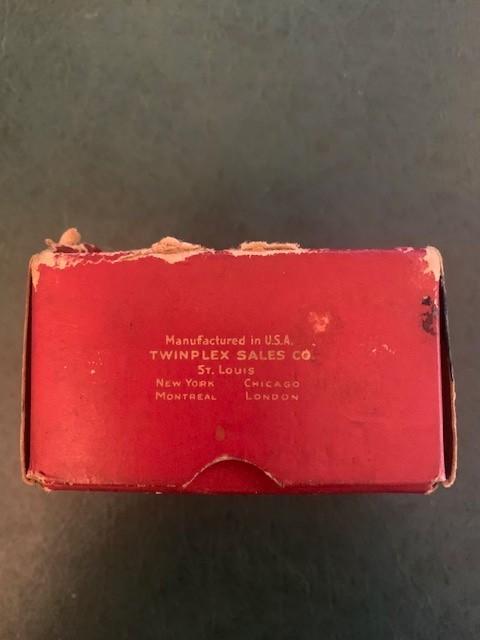 Manufactured in U.S.A.
TWINPLEX SALES CO.
ST. LOUIS
NEW YORK CHICAGO
MONTREAL LONDON